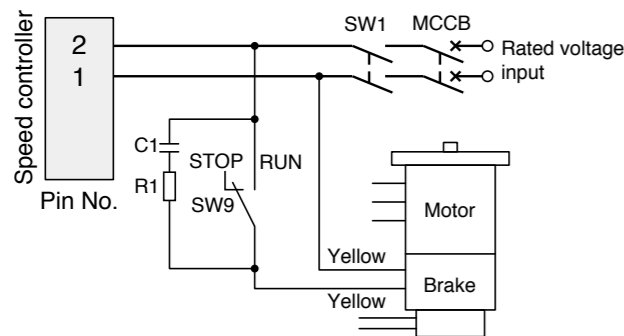 SW1
MCCB
Rated voltage
input
Speed controller
2
1
Pin No.
C1
R1
STOP
RUN
SW9
Motor
Yellow
Brake
Yellow